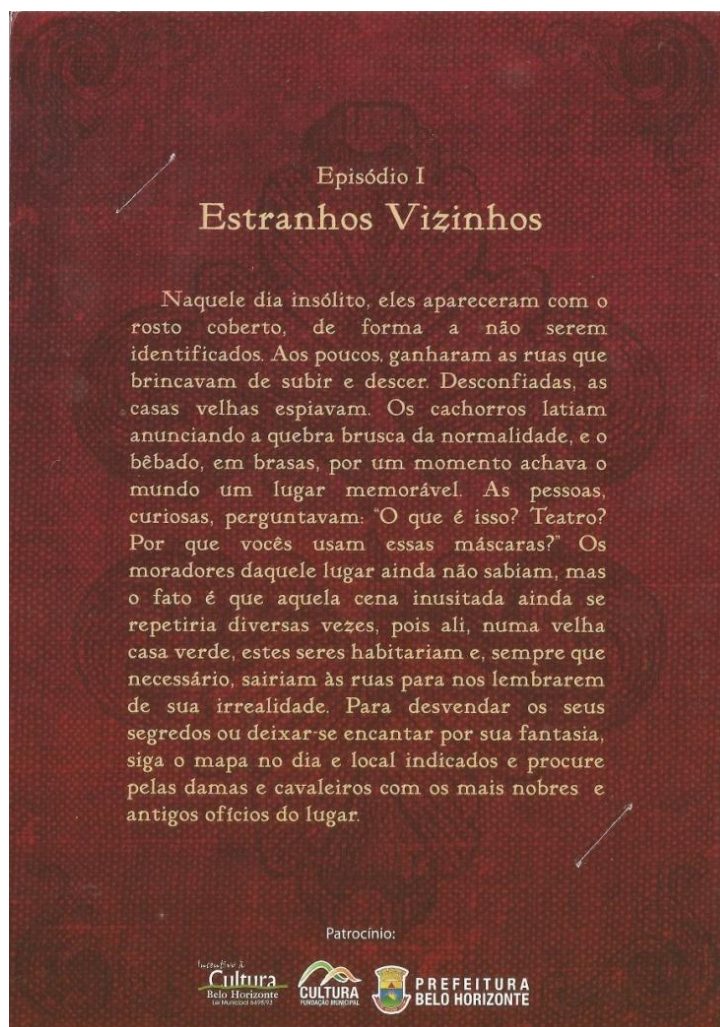 Episódio I
Estranhos Vizinhos
Naquele dia insólito, eles apareceram com o
rosto coberto, de forma a não serem
identificados. Aos poucos, ganharam as ruas que
brincavam de subir e descer. Desconfiadas, as
casas velhas espiavam. Os cachorros latiam
anunciando a quebra brusca da normalidade, e o
bêbado, em brasas, por um momento achava o
mundo um lugar memorável. As pessoas,
curiosas, perguntavam: "O que é isso? Teatro?
Por que vocês usam essas máscaras?" Os
moradores daquele lugar ainda não sabiam, mas
o fato é que aquela cena inusitada ainda se
repetiria diversas vezes, pois ali, numa velha
casa verde, estes seres habitariam e, sempre que
necessário, sairiam às ruas para nos lembrarem
de sua irrealidade. Para desvendar os seus
segredos ou deixar-se encantar por sua fantasia,
siga o mapa no dia e local indicados e procure
pelas damas e cavaleiros com os mais nobres e
antigos ofícios do lugar.
Patrocínio:
Incentivo à
Cultura
Belo Horizonte
Lei Municipal 6498/93
CULTURA
FUNDAÇÃO MUNICIPAL
PREFEITURA
BELO HORIZONTE